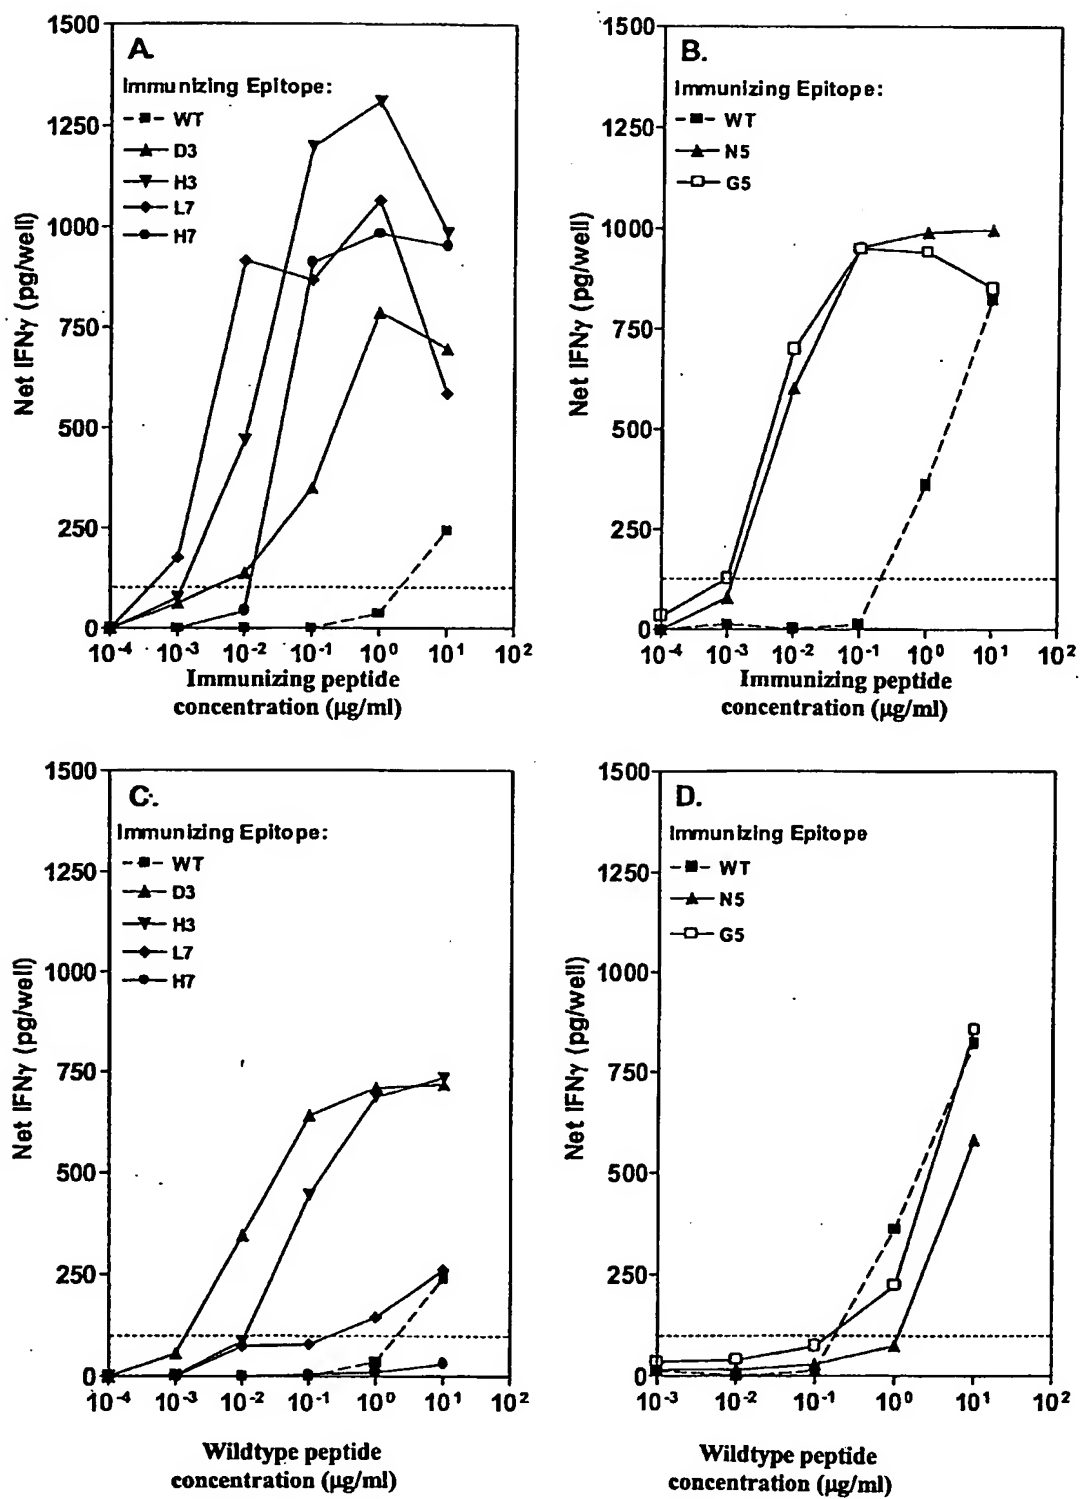 A.
Immunizing Epitope:
WT
D3
H3
L7
H7
Net IFNγ (pg/well)
1500
1250
1000
750
500
250
0
10-4 10-3 10-2 10-1 100 101 102
Immunizing peptide
concentration (μg/ml)
B.
Immunizing Epitope:
WT
N5
G5
Net IFNγ (pg/well)
1500
1250
1000
750
500
250
0
10-4 10-3 10-2 10-1 100 101 102
Immunizing peptide
concentration (μg/ml)
C.
Immunizing Epitope:
WT
D3
H3
L7
H7
Net IFNγ (pg/well)
1500
1250
1000
750
500
250
0
10-4 10-3 10-2 10-1 100 101 102
Wildtype peptide
concentration (μg/ml)
D.
Immunizing Epitope
WT
N5
G5
Net IFNγ (pg/well)
1500
1250
1000
750
500
250
0
10-3 10-2 10-1 100 101 102
Wildtype peptide
concentration (μg/ml)